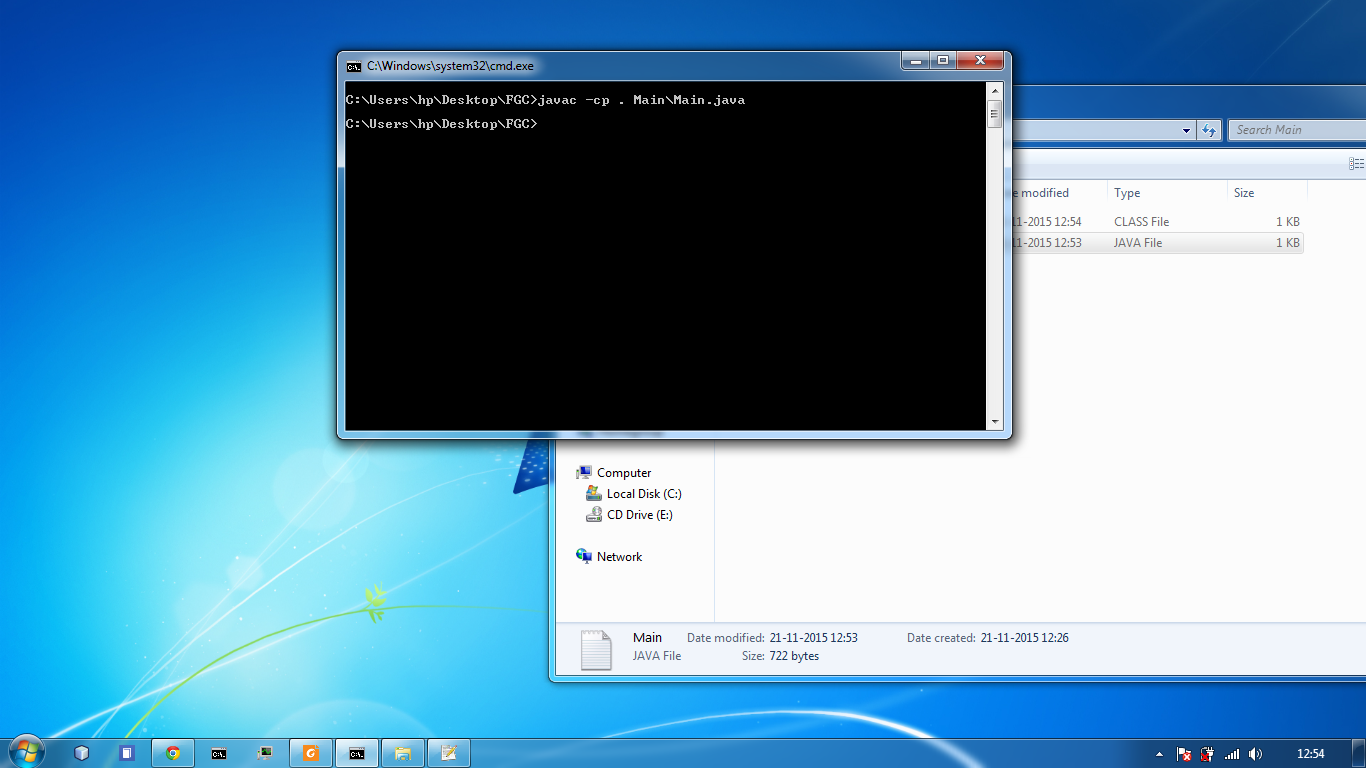 C:\Windows\system32\cmd.exe
C:\Users\hp\Desktop\FGC>javac -cp . Main\Main.java
C:\Users\hp\Desktop\FGC>
Search Main
modified Type Size
11-2015 12:54 CLASS File 1 KB
11-2015 12:53 JAVA File 1 KB
Computer
Local Disk (C:)
CD Drive (E:)
Network
Main Date modified: 21-11-2015 12:53 Date created: 21-11-2015 12:26
JAVA File Size: 722 bytes
12:54